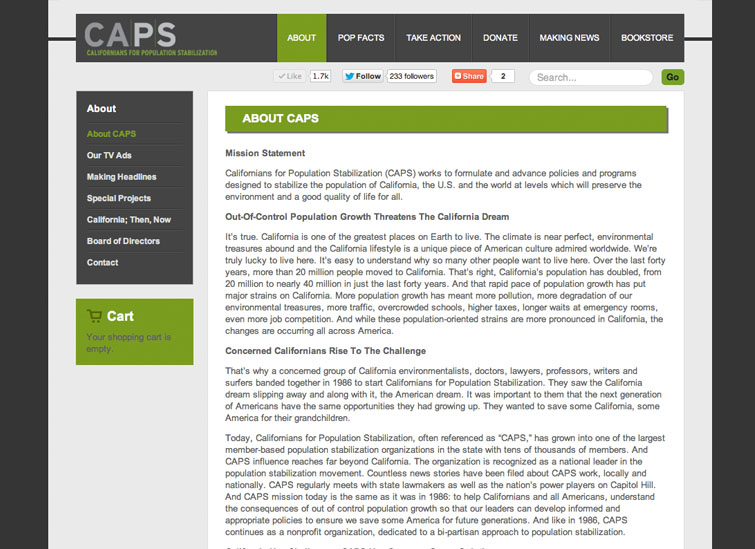 CAPS
CALIFORNIANS FOR POPULATION STABILIZATION
ABOUT
POP FACTS
TAKE ACTION
DONATE
MAKING NEWS
BOOKSTORE
Like
1.7k
Follow
233 followers
Share
2
Search...
Go
About
About CAPS
Our TV Ads
Making Headlines
Special Projects
California; Then, Now
Board of Directors
Contact
Cart
Your shopping cart is
empty.
ABOUT CAPS
Mission Statement
Californians for Population Stabilization (CAPS) works to formulate and advance policies and programs
designed to stabilize the population of California, the U.S. and the world at levels which will preserve the
environment and a good quality of life for all.
Out-Of-Control Population Growth Threatens The California Dream
It's true. California is one of the greatest places on Earth to live. The climate is near perfect, environmental
treasures abound and the California lifestyle is a unique piece of American culture admired worldwide. We're
truly lucky to live here. It's easy to understand why so many other people want to live here. Over the last forty
years, more than 20 million people moved to California. That's right, California's population has doubled, from
20 million to nearly 40 million in just the last forty years. And that rapid pace of population growth has put
major strains on California. More population growth has meant more pollution, more degradation of our
environmental treasures, more traffic, overcrowded schools, higher taxes, longer waits at emergency rooms,
even more job competition. And while these population-oriented strains are more pronounced in California, the
changes are occurring all across America.
Concerned Californians Rise To The Challenge
That's why a concerned group of California environmentalists, doctors, lawyers, professors, writers and
surfers banded together in 1986 to start Californians for Population Stabilization. They saw the California
dream slipping away and along with it, the American dream. It was important to them that the next generation
of Americans have the same opportunities they had growing up. They wanted to save some California, some
America for their grandchildren.
Today, Californians for Population Stabilization, often referenced as "CAPS," has grown into one of the largest
member-based population stabilization organizations in the state with tens of thousands of members. And
CAPS influence reaches far beyond California. The organization is recognized as a national leader in the
population stabilization movement. Countless news stories have been filed about CAPS work, locally and
nationally. CAPS regularly meets with state lawmakers as well as the nation's power players on Capitol Hill.
And CAPS mission today is the same as it was in 1986: to help Californians and all Americans, understand
the consequences of out of control population growth so that our leaders can develop informed and
appropriate policies to ensure we save some America for future generations. And like in 1986, CAPS
continues as a nonprofit organization, dedicated to a bi-partisan approach to population stabilization.